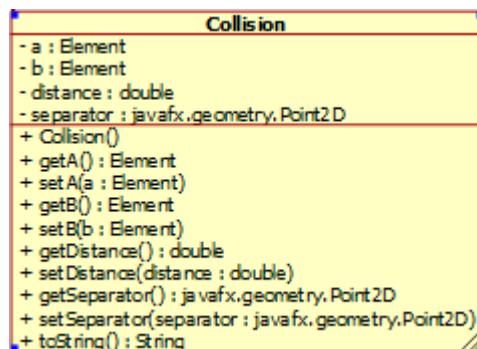 Collision
- a : Element
- b : Element
- distance : double
- separator : javafx.geometry.Point2D
+ Collision()
+ getA() : Element
+ setA(a : Element)
+ getB() : Element
+ setB(b : Element)
+ getDistance() : double
+ setDistance(distance : double)
+ getSeparator() : javafx.geometry.Point2D
+ setSeparator(separator : javafx.geometry.Point2D)
+ toString() : String